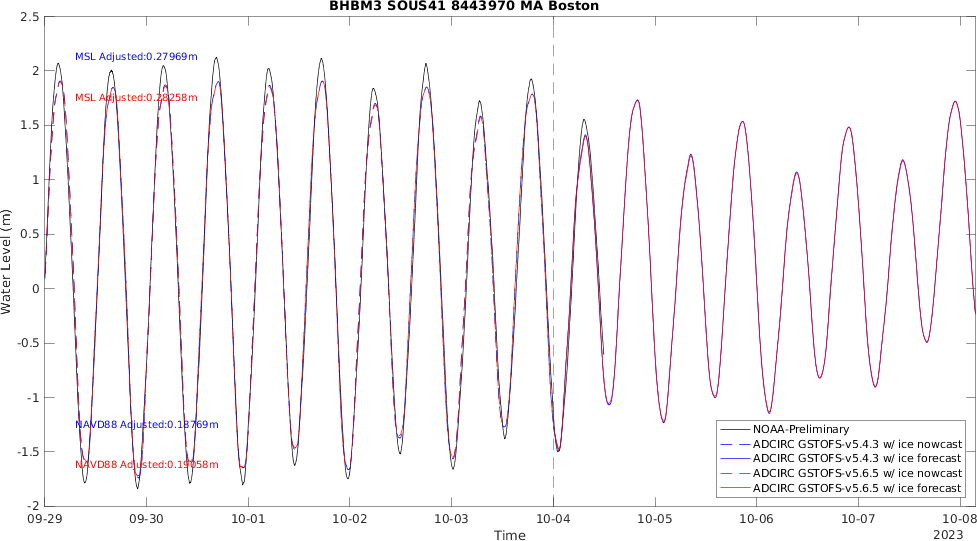 BHBM3 SOUS41 8443970 MA Boston
2.5
2
1.5
1
0.5
0
-0.5
-1
-1.5
-2
Water Level (m)
MSL Adjusted:0.27969m
MSL Adjusted:0.28258m
NAVD88 Adjusted:0.18769m
NAVD88 Adjusted:0.19058m
NOAA-Preliminary
ADCIRC GSTOFS-v5.4.3 w/ ice nowcast
ADCIRC GSTOFS-v5.4.3 w/ ice forecast
ADCIRC GSTOFS-v5.6.5 w/ ice nowcast
ADCIRC GSTOFS-v5.6.5 w/ ice forecast
09-29 09-30 10-01 10-02 10-03 10-04 10-05 10-06 10-07 10-08
Time
2023